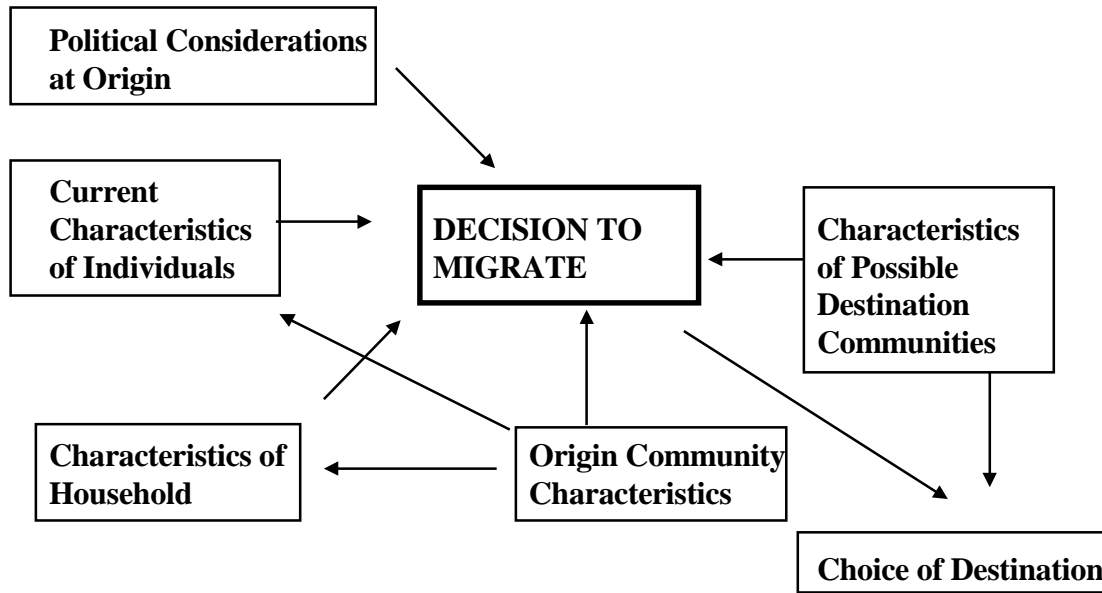 Political Considerations
at Origin
Current
Characteristics
of Individuals
DECISION TO
MIGRATE
Characteristics
of Possible
Destination
Communities
Characteristics of
Household
Origin Community
Characteristics
Choice of Destination